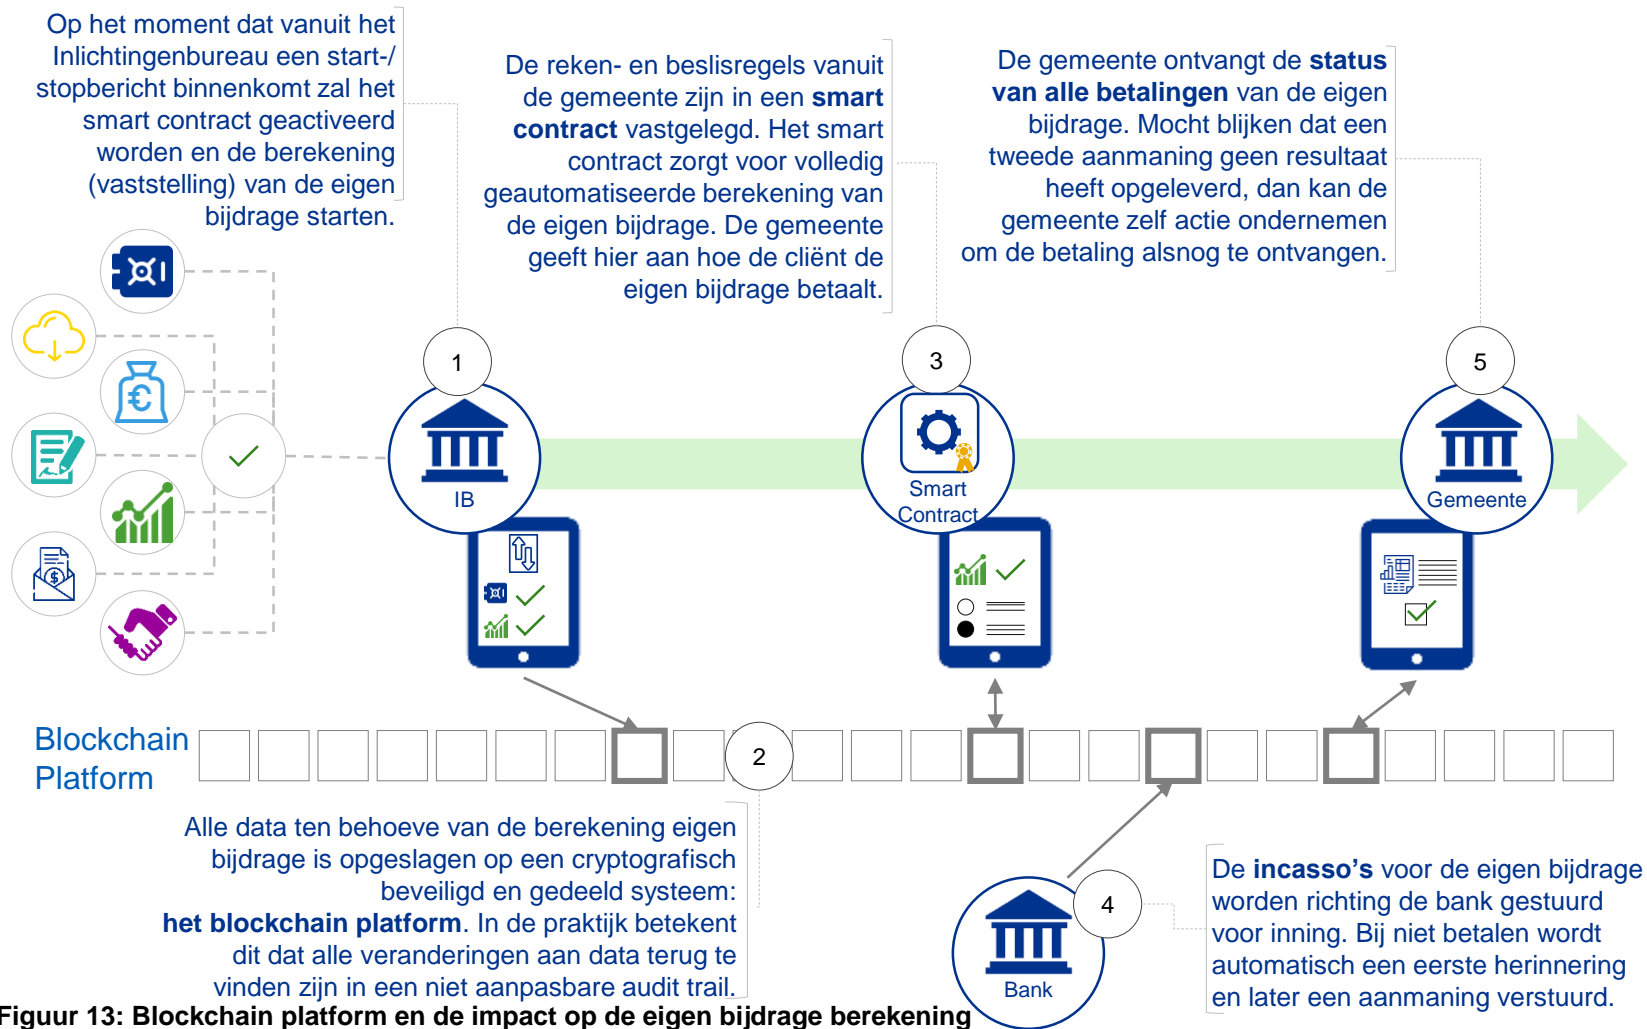 Op het moment dat vanuit het
Inlichtingenbureau een start-/
stopbericht binnenkomt zal het
smart contract geactiveerd
worden en de berekening
(vaststelling) van de eigen
bijdrage starten.
De reken- en beslisregels vanuit
de gemeente zijn in een smart
contract vastgelegd. Het smart
contract zorgt voor volledig
geautomatiseerde berekening van
de eigen bijdrage. De gemeente
geeft hier aan hoe de cliënt de
eigen bijdrage betaalt.
De gemeente ontvangt de status
van alle betalingen van de eigen
bijdrage. Mocht blijken dat een
tweede aanmaning geen resultaat
heeft opgeleverd, dan kan de
gemeente zelf actie ondernemen
om de betaling alsnog te ontvangen.
1
3
5
IB
Smart
Contract
Gemeente
Blockchain
Platform
2
Alle data ten behoeve van de berekening eigen
bijdrage is opgeslagen op een cryptografisch
beveiligd en gedeeld systeem:
het blockchain platform. In de praktijk betekent
dit dat alle veranderingen aan data terug te
vinden zijn in een niet aanpasbare audit trail.
4
Bank
De incasso's voor de eigen bijdrage
worden richting de bank gestuurd
voor inning. Bij niet betalen wordt
automatisch een eerste herinnering
en later een aanmaning verstuurd.
Figuur 13: Blockchain platform en de impact op de eigen bijdrage berekening